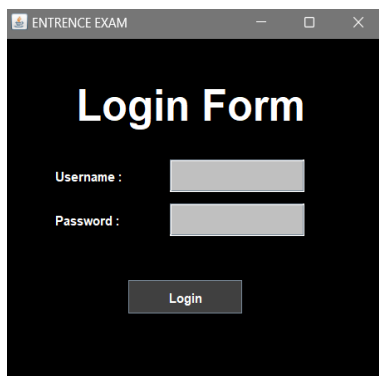 ENTRENCE EXAM
Login Form
Username :
Password :
Login